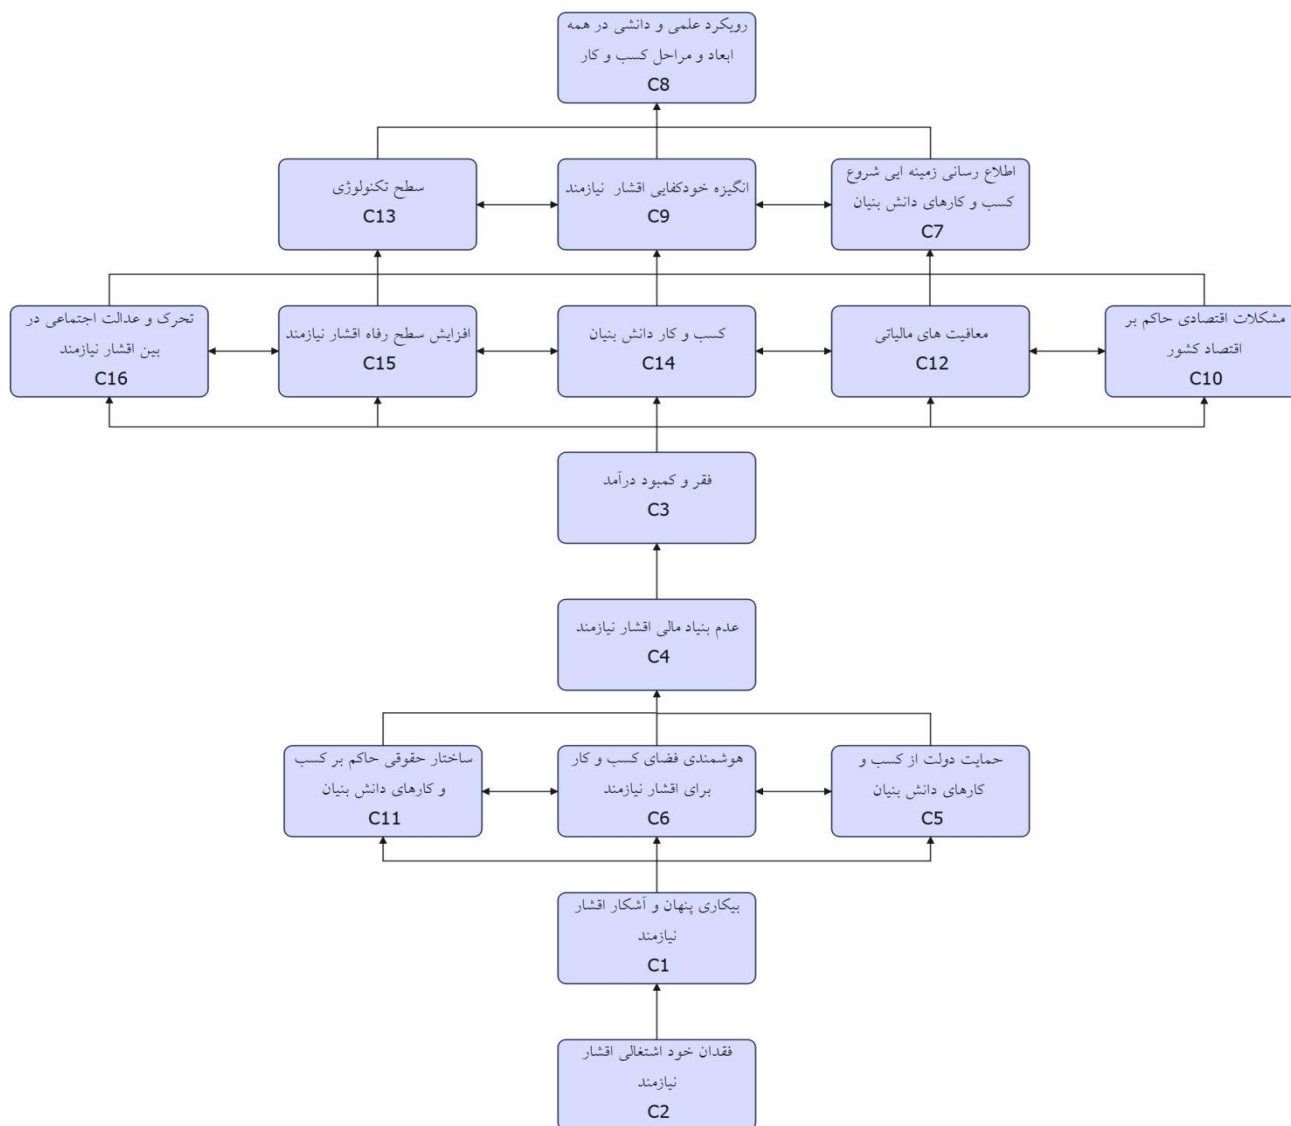 رویکرد علمی و دانشی در همه
ابعاد و مراحل کسب و کار
C8
اطلاع رسانی زمینه ایی شروع
کسب و کارهای دانش بنیان
C7
انگیزه خودکفایی اقشار نیازمند
C9
سطح تکنولوژی
C13
مشکلات اقتصادی حاکم بر
اقتصاد کشور
C10
معافیت های مالیاتی
C12
کسب و کار دانش بنیان
C14
افزایش سطح رفاه اقشار نیازمند
C15
تحرک و عدالت اجتماعی در
بین اقشار نیازمند
C16
فقر و کمبود درآمد
C3
عدم بنیاد مالی اقشار نیازمند
C4
حمایت دولت از کسب و
کارهای دانش بنیان
C5
هوشمندی فضای کسب و کار
برای اقشار نیازمند
C6
ساختار حقوقی حاکم بر کسب
و کارهای دانش بنیان
C11
بیکاری پنهان و آشکار اقشار
نیازمند
C1
فقدان خود اشتغالی اقشار
نیازمند
C2